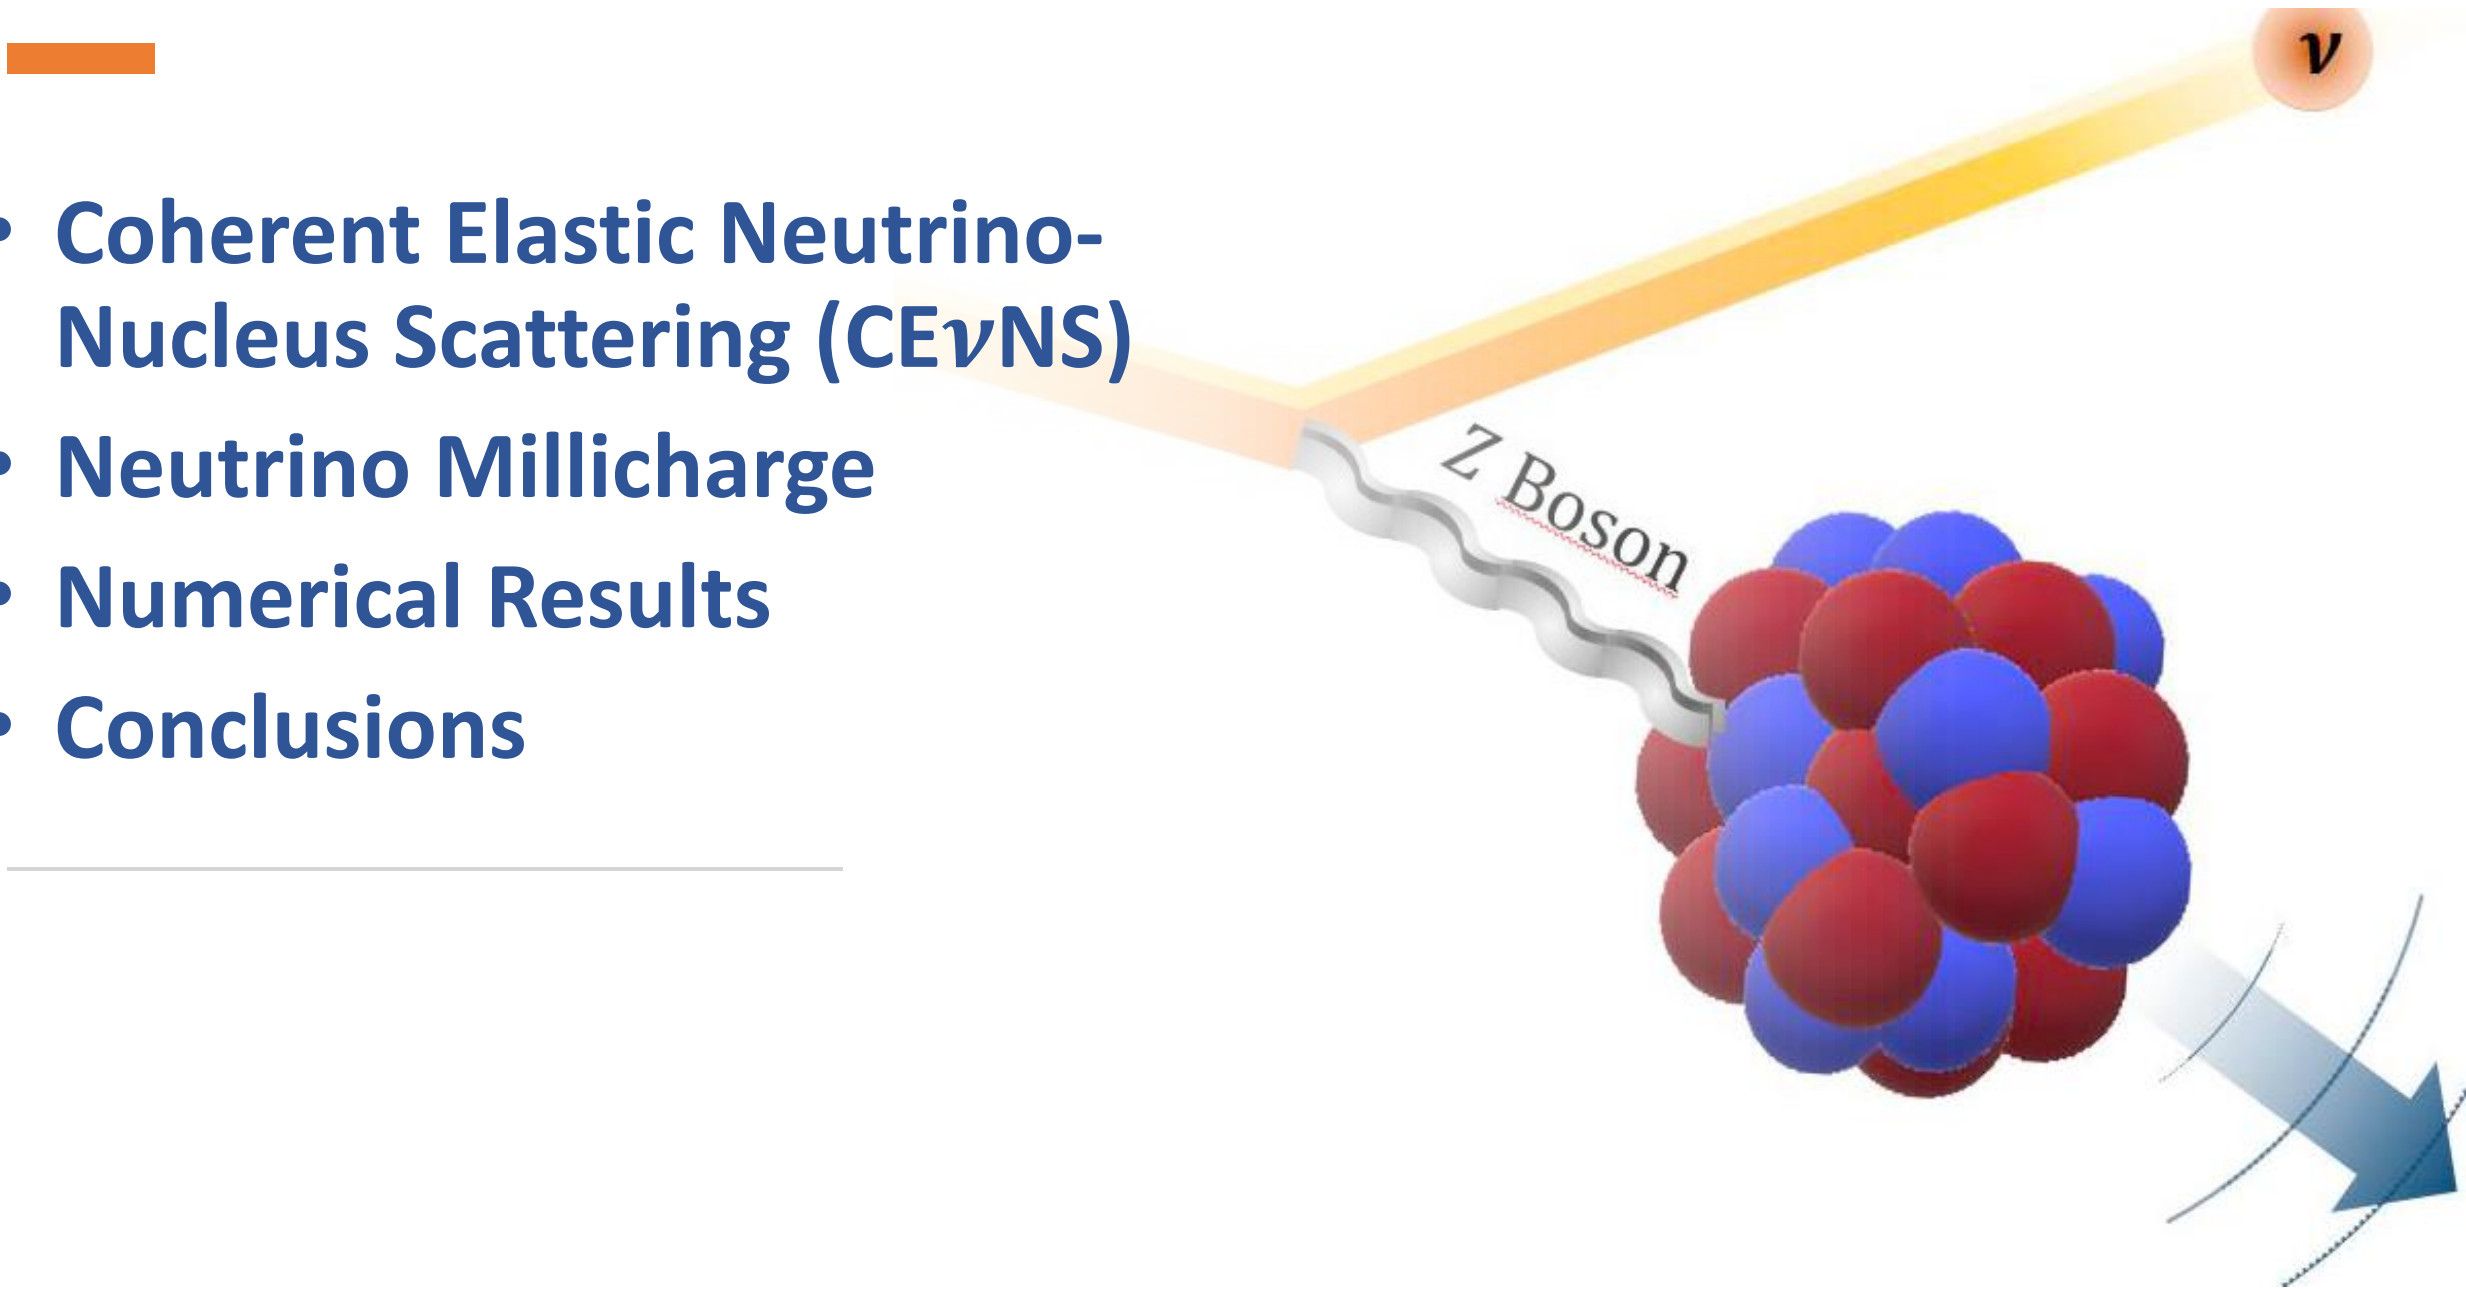 • Coherent Elastic Neutrino-
Nucleus Scattering (CE𝝂NS)
• Neutrino Millicharge
• Numerical Results
• Conclusions
𝝂
Z Boson